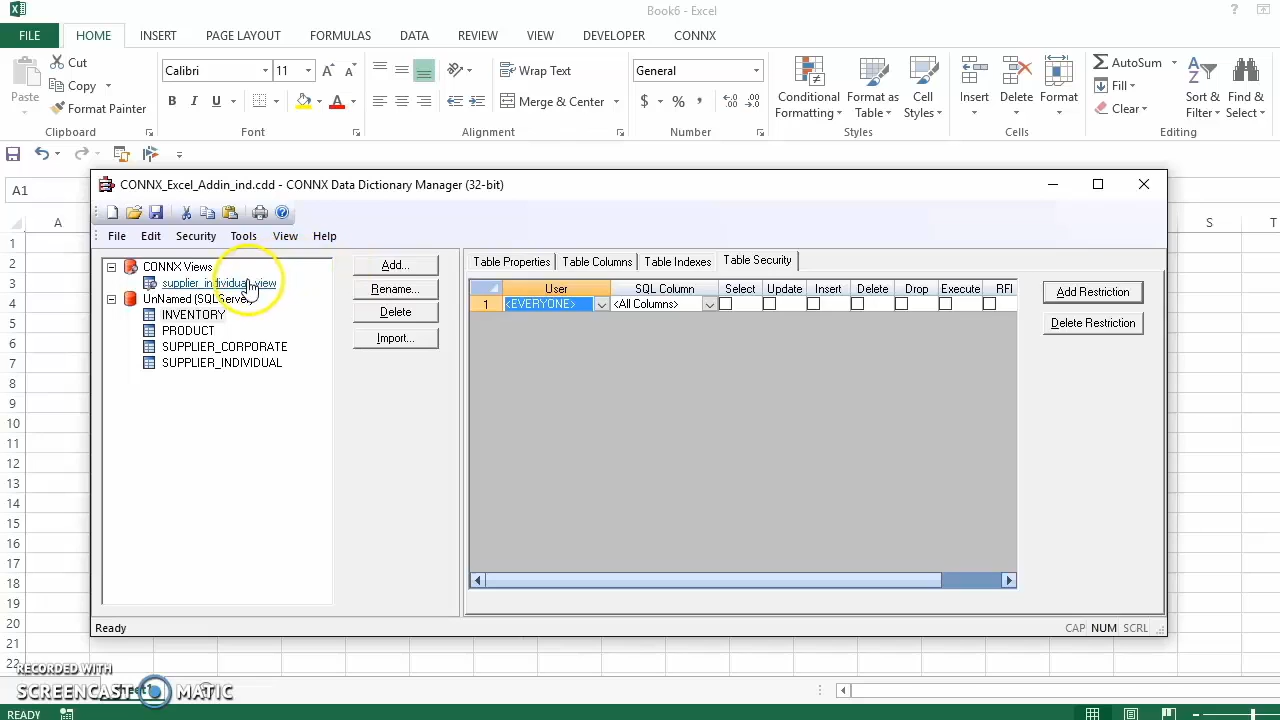 Book6 - Excel
FILE HOME INSERT PAGE LAYOUT FORMULAS DATA REVIEW VIEW DEVELOPER CONNX
Paste
Cut
Copy
Format Painter
Clipboard
Calibri 11
B I U
Font
Wrap Text
Merge & Center
Alignment
General
$ % ,
Number
Conditional Formatting
Format as Table
Cell Styles
Styles
Insert Delete Format
Cells
AutoSum
Fill
Clear
Sort & Filter
Find & Select
Editing
A1
A S T
1
2
3
4
5
6
7
8
9
10
11
12
13
14
15
16
17
18
19
20
21
22
CONNX_Excel_Addin_ind.cdd - CONNX Data Dictionary Manager (32-bit)
File Edit Security Tools View Help
CONNX Views
supplier_individual_view
UnNamed (SQLServer)
INVENTORY
PRODUCT
SUPPLIER_CORPORATE
SUPPLIER_INDIVIDUAL
Add...
Rename...
Delete
Import...
Table Properties Table Columns Table Indexes Table Security
User SQL Column Select Update Insert Delete Drop Execute RFI
1 <EVERYONE> <All Columns>
Add Restriction
Delete Restriction
Ready CAP NUM SCRL
RECORDED WITH
SCREENCAST MATIC
READY